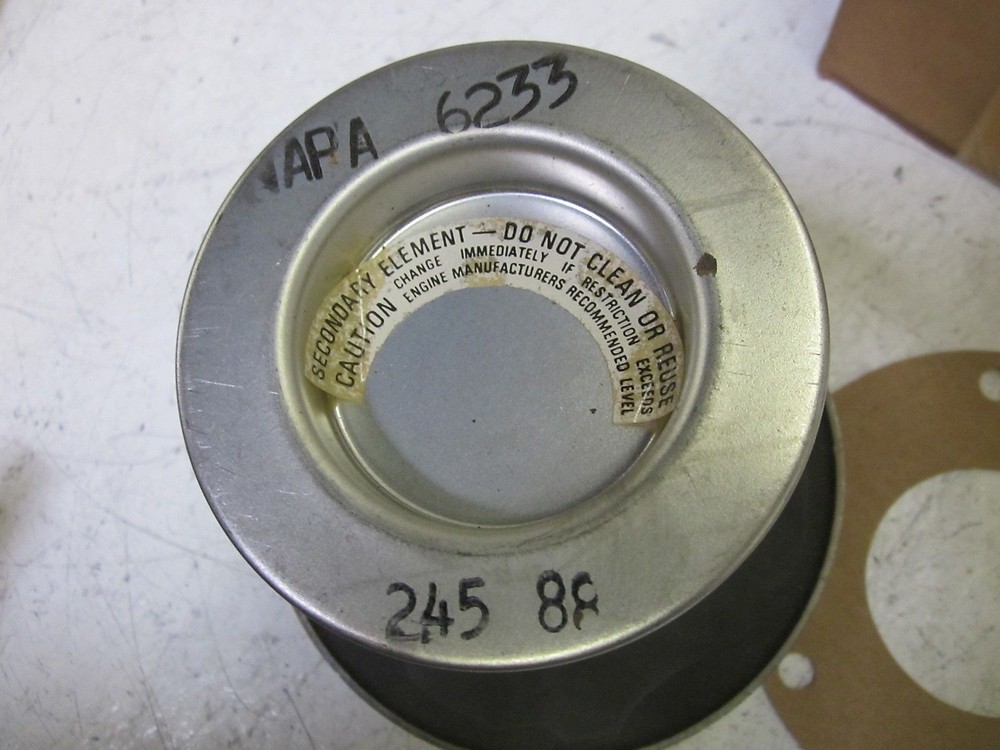 NAPA 6233
SECONDARY ELEMENT — DO NOT CLEAN OR REUSE
CAUTION CHANGE IMMEDIATELY IF RESTRICTION EXCEEDS
ENGINE MANUFACTURERS RECOMMENDED LEVEL
245